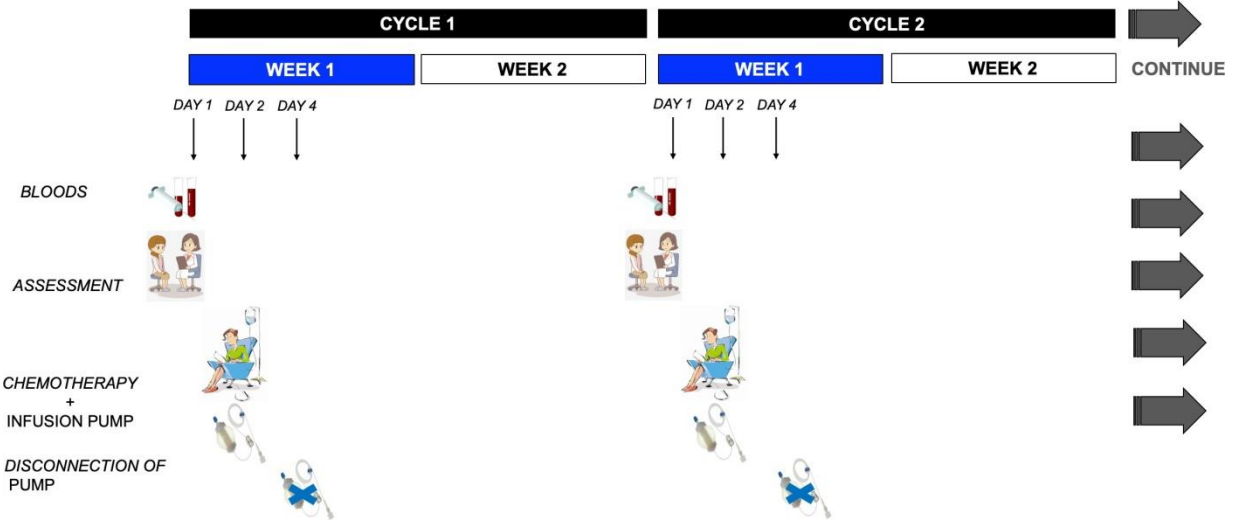 CYCLE 1 CYCLE 2
WEEK 1 WEEK 2 WEEK 1 WEEK 2 CONTINUE
DAY 1 DAY 2 DAY 4 DAY 1 DAY 2 DAY 4
BLOODS
ASSESSMENT
CHEMOTHERAPY
+
INFUSION PUMP
DISCONNECTION OF
PUMP